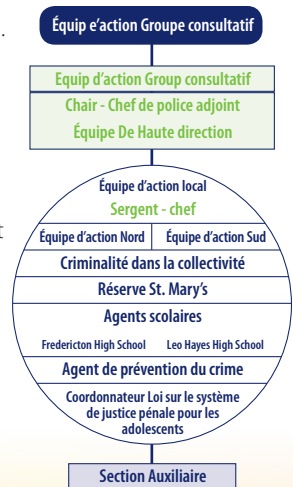 .
Équip e'action Groupe consultatif
Equip d'action Group consultatif
Chair - Chef de police adjoint
Équipe De Haute direction
Équipe d'action local
Sergent - chef
t
Équipe d'action Nord Équipe d'action Sud
Criminalité dans la collectivité
Réserve St. Mary's
Agents scolaires
Fredericton High School Leo Hayes High School
Agent de prévention du crime
Coordonnateur Loi sur le système
de justice pénale pour les
adolescents
Section Auxiliaire